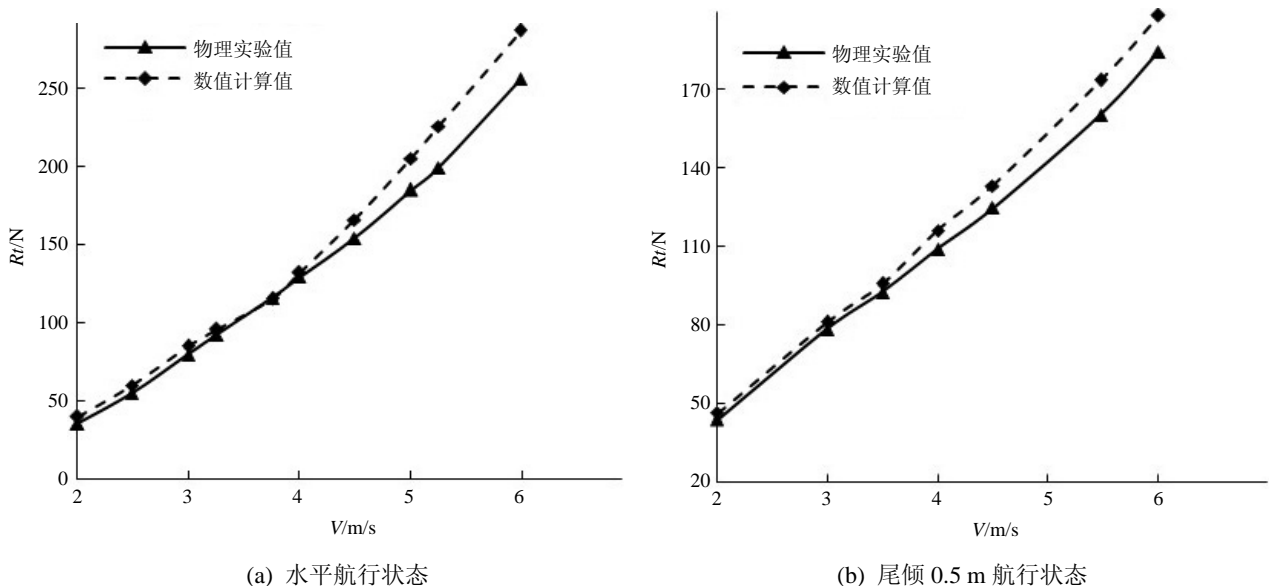 物理实验值
数值计算值
250
200
150
100
50
0
Rt/N
2 3 4 5 6
V/m/s
(a) 水平航行状态
物理实验值
数值计算值
170
140
110
80
50
20
Rt/N
2 3 4 5 6
V/m/s
(b) 尾倾 0.5 m 航行状态